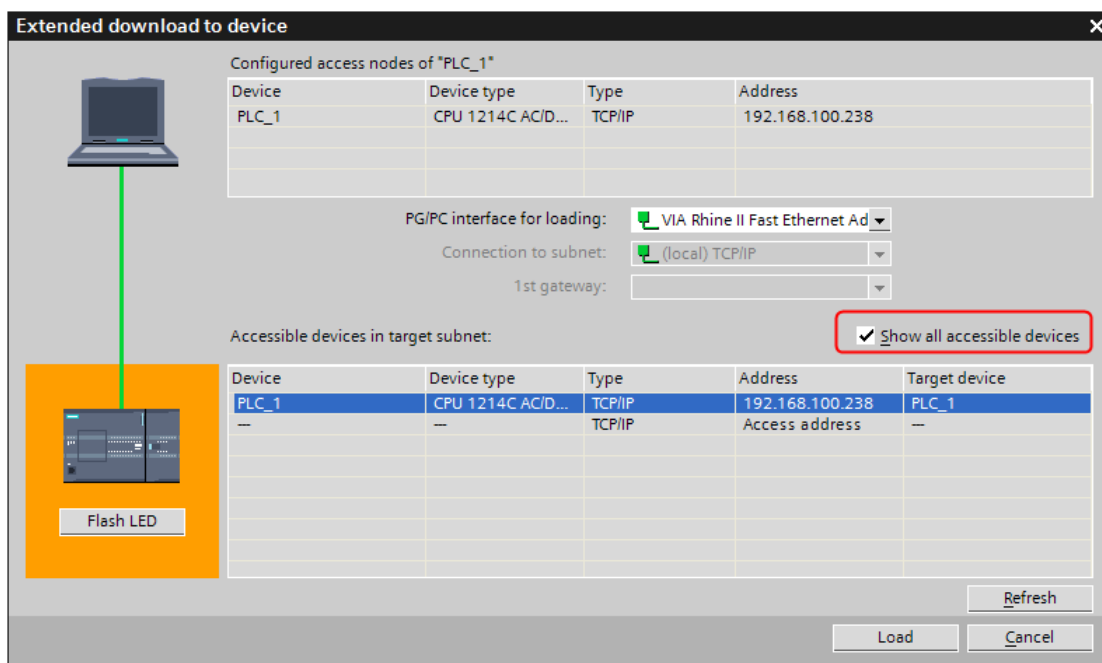 Extended download to device
Configured access nodes of "PLC_1"
Device Device type Type Address
PLC_1 CPU 1214C AC/D... TCP/IP 192.168.100.238
PG/PC interface for loading: VIA Rhine II Fast Ethernet Ad
Connection to subnet: (local) TCP/IP
1st gateway:
Accessible devices in target subnet: Show all accessible devices
Device Device type Type Address Target device
PLC_1 CPU 1214C AC/D... TCP/IP 192.168.100.238 PLC_1
— — TCP/IP Access address —
Flash LED
Refresh
Load Cancel